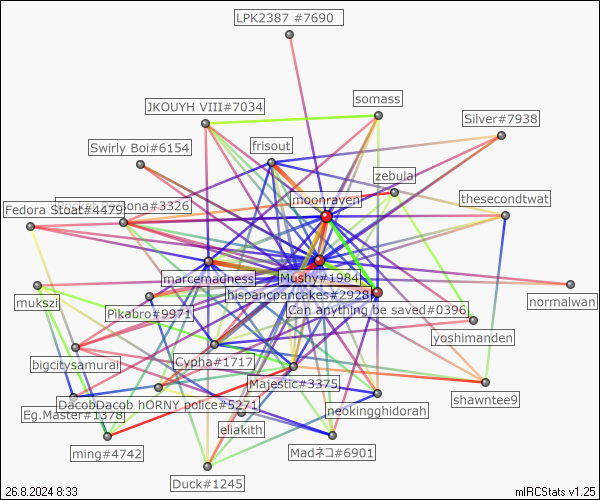 LPK2387 #7690
JKOUYH VIII#7034
somass
Silver#7938
Swirly Boi#6154
frisout
zebula
moonraven
thesecondtwat
Fedora Stoat#4479
#3326
marcemadness
Mushy#1984
hispancpancakes#2928
mukszi
Pikabro#9971
Can anything be saved#0396
normalwan
yoshimanden
bigcitysamurai
Cypha#1717
Majestic#3375
shawntee9
DacobDacob hORNY police#5271
neokingghidorah
Eg.Master#1378
eliakith
ming#4742
Madネコ#6901
Duck#1245
26.8.2024 8:33
mIRCStats v1.25